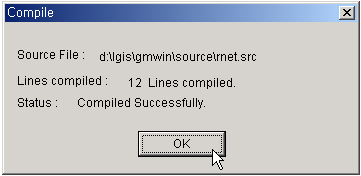 Compile
Source File : d:\lgis\gmwin\source\rnet.src
Lines compiled : 12 Lines compiled.
Status : Compiled Successfully.
OK